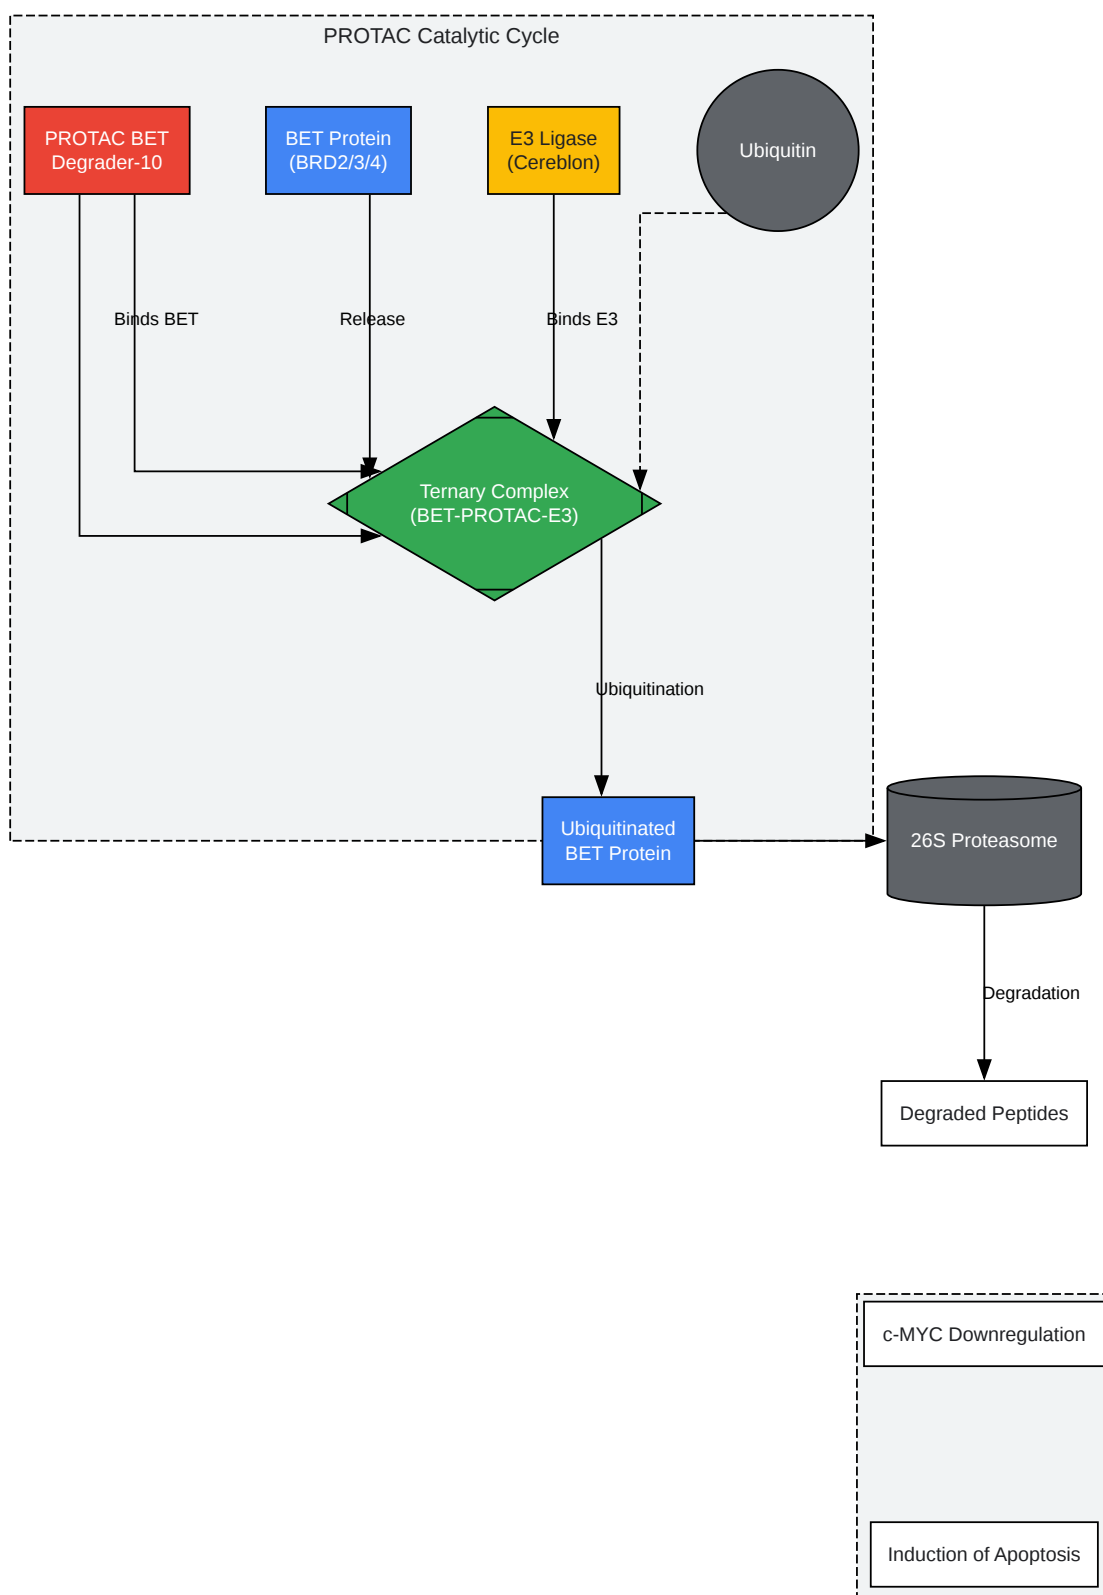 PROTAC Catalytic Cycle
PROTAC BET
Degrader-10
BET Protein
(BRD2/3/4)
E3 Ligase
(Cereblon)
Ubiquitin
Binds BET
Release
Binds E3
Ternary Complex
(BET-PROTAC-E3)
Ubiquitination
Ubiquitinated
BET Protein
26S Proteasome
Degradation
Degraded Peptides
c-MYC Downregulation
Induction of Apoptosis